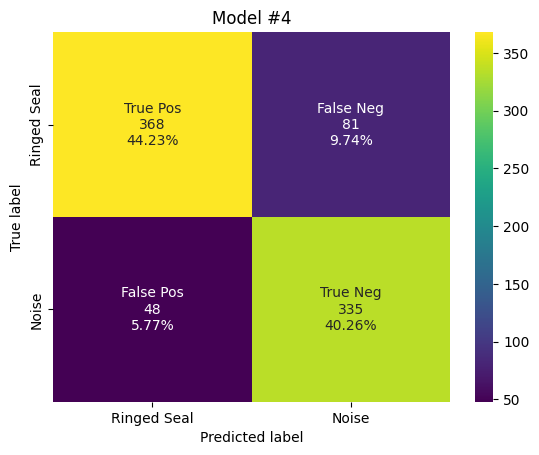 Model #4
True Pos
368
44.23%
False Neg
81
9.74%
False Pos
48
5.77%
True Neg
335
40.26%
Ringed Seal
Noise
True label
Ringed Seal
Noise
Predicted label
350
300
250
200
150
100
50